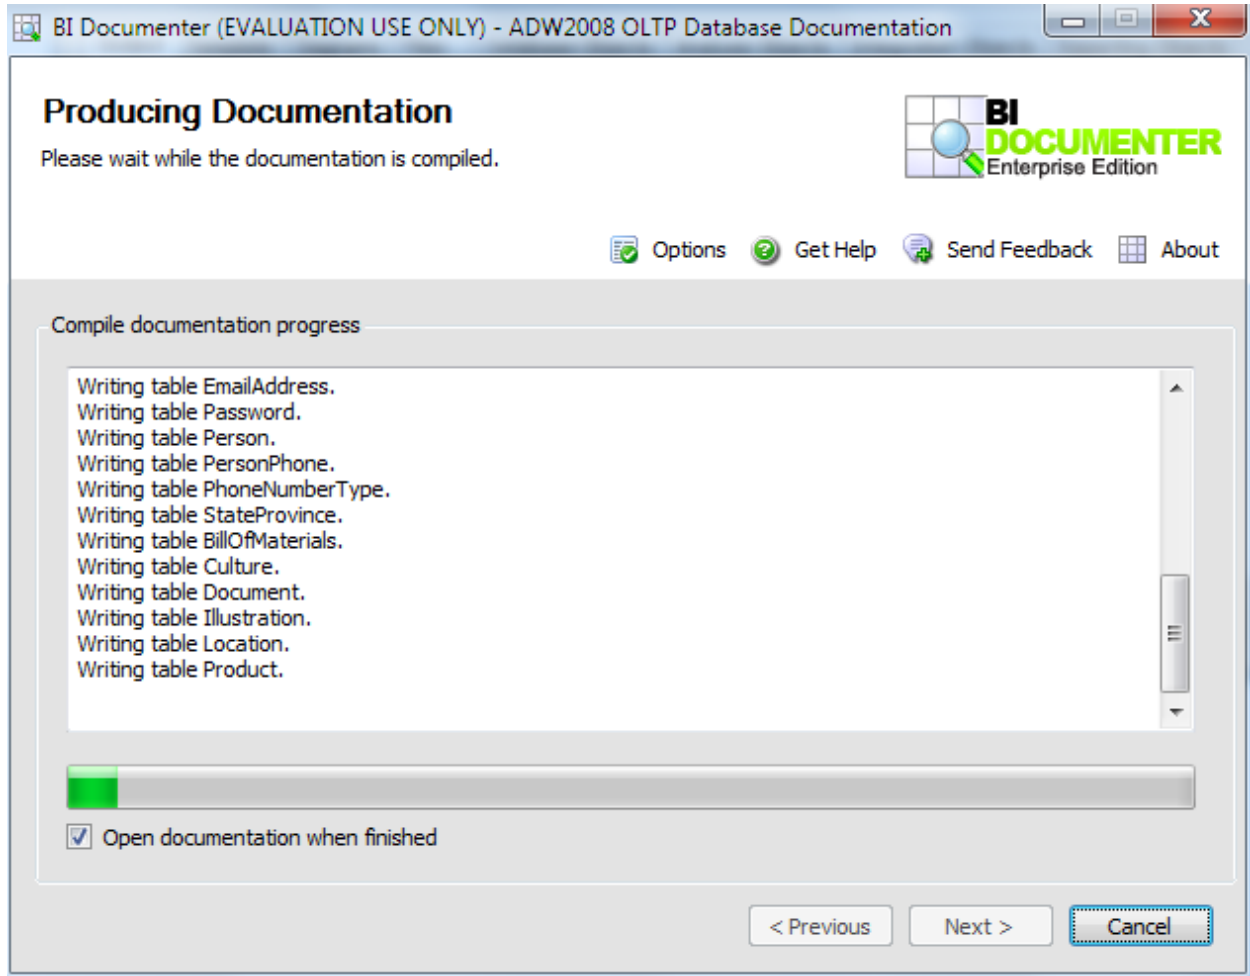 BI Documenter (EVALUATION USE ONLY) - ADW2008 OLTP Database Documentation
Producing Documentation
Please wait while the documentation is compiled.
BI
DOCUMENTER
Enterprise Edition
Options Get Help Send Feedback About
Compile documentation progress
Writing table EmailAddress.
Writing table Password.
Writing table Person.
Writing table PersonPhone.
Writing table PhoneNumberType.
Writing table StateProvince.
Writing table BillOfMaterials.
Writing table Culture.
Writing table Document.
Writing table Illustration.
Writing table Location.
Writing table Product.
Open documentation when finished
< Previous Next > Cancel